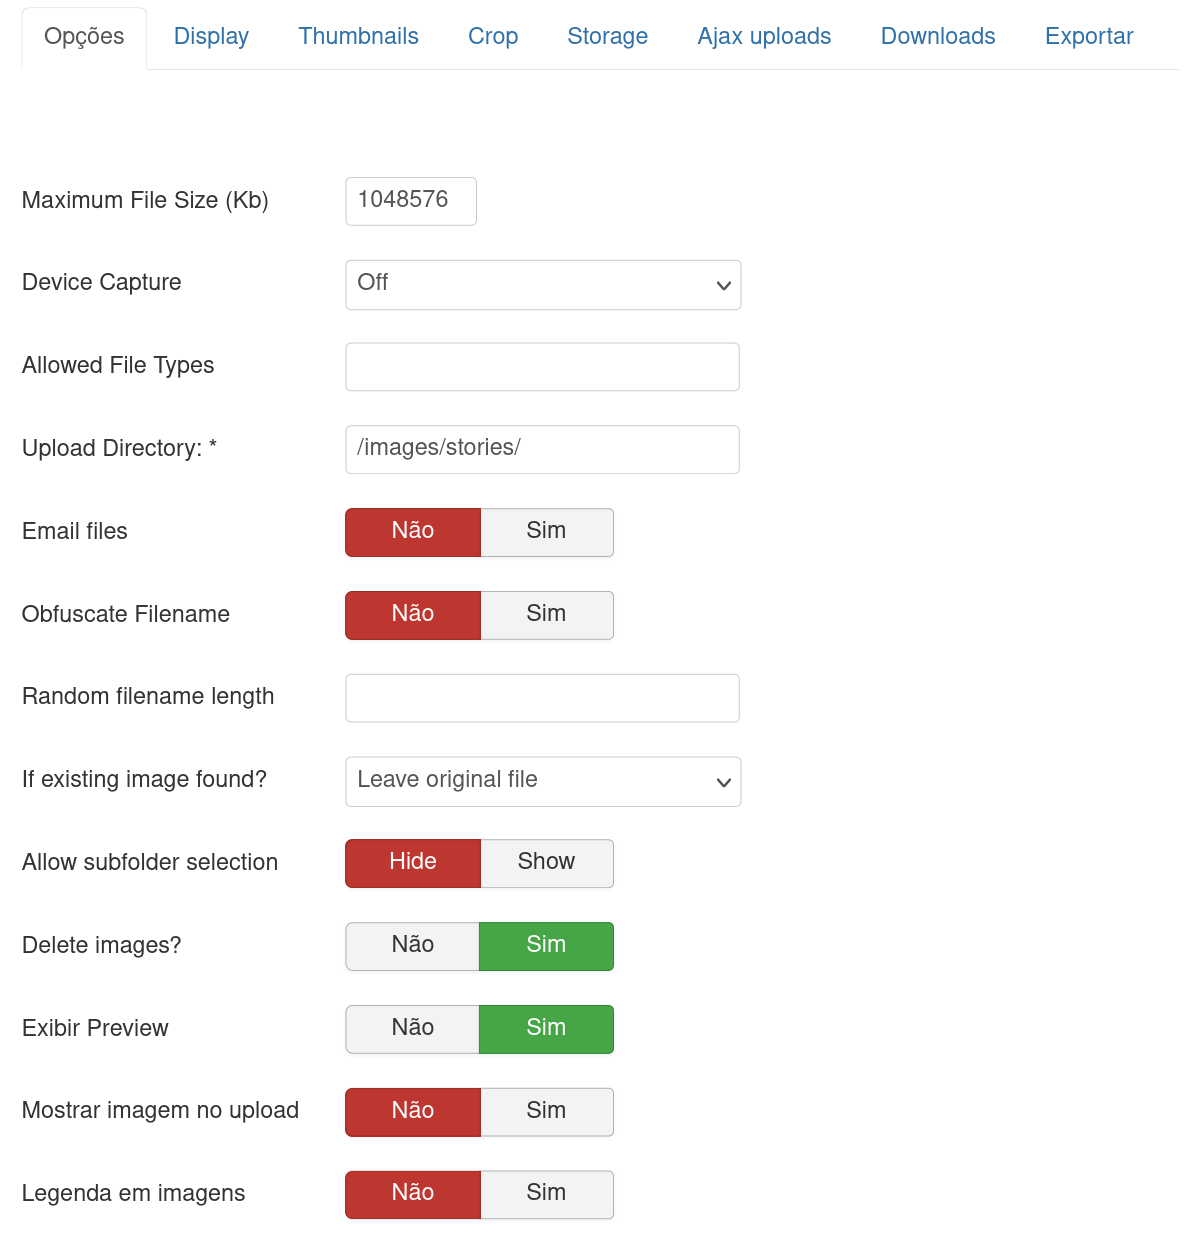 Opções Display Thumbnails Crop Storage Ajax uploads Downloads Exportar
Maximum File Size (Kb) 1048576
Device Capture Off
Allowed File Types
Upload Directory: * /images/stories/
Email files Não Sim
Obfuscate Filename Não Sim
Random filename length
If existing image found? Leave original file
Allow subfolder selection Hide Show
Delete images? Não Sim
Exibir Preview Não Sim
Mostrar imagem no upload Não Sim
Legenda em imagens Não Sim